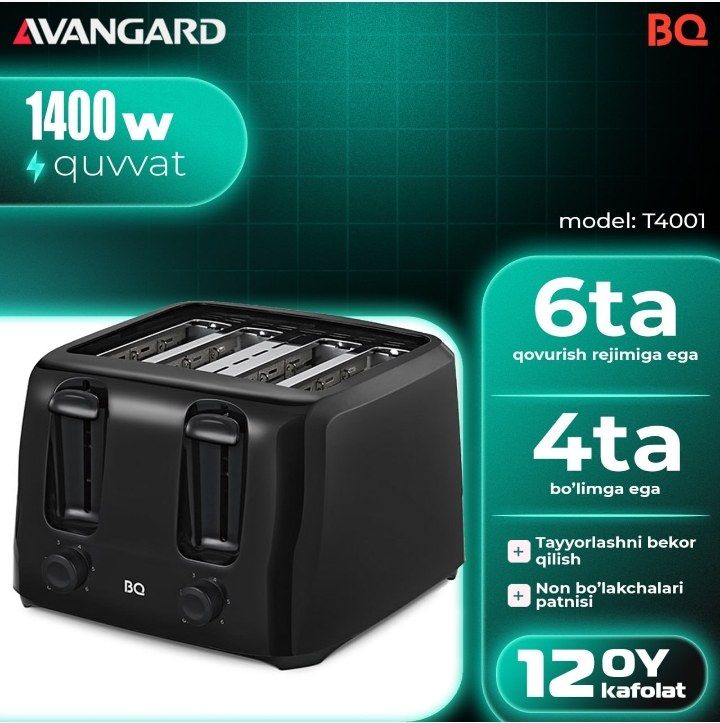 AVANGARD
BQ
1400 w
quvvat
model: T4001
6ta
qovurish rejimiga ega
4ta
bo'limga ega
Tayyorlashni bekor
qilish
Non bo'lakchalari
patnisi
12 OY
kafolat
BQ